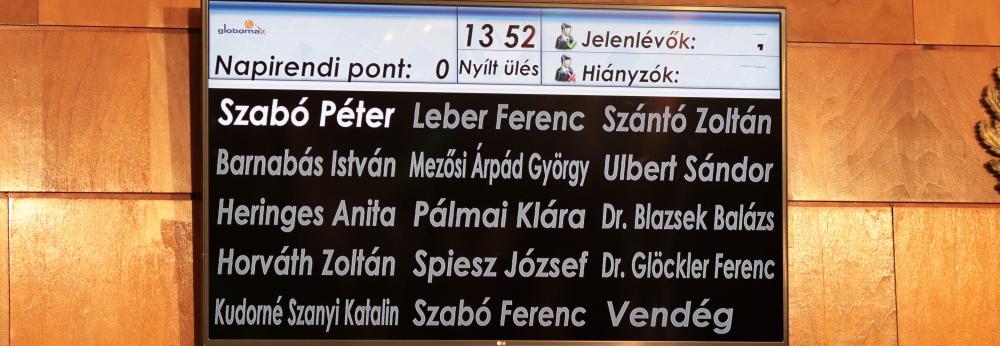 globomax
13 52
Jelenlévők:
Napirendi pont: 0
Nyílt ülés
Hiányzók:
Szabó Péter Leber Ferenc Szántó Zoltán
Barnabás István Mezősi Árpád György Ulbert Sándor
Heringes Anita Pálmai Klára Dr. Blazsek Balázs
Horváth Zoltán Spiesz József Dr. Glöckler Ferenc
Kudorné Szanyi Katalin Szabó Ferenc Vendég
LG